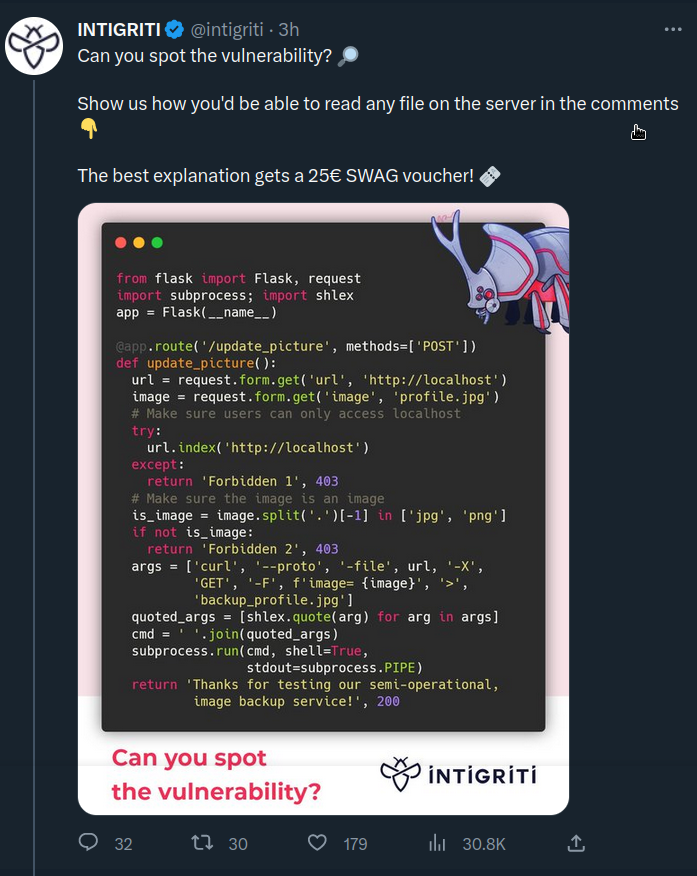 INTIGRITI @intigriti · 3h
Can you spot the vulnerability? 🔎
Show us how you'd be able to read any file on the server in the comments
👇
The best explanation gets a 25€ SWAG voucher!
from flask import Flask, request
import subprocess; import shlex
app = Flask(__name__)
@app.route('/update_picture', methods=['POST'])
def update_picture():
  url = request.form.get('url', 'http://localhost')
  image = request.form.get('image', 'profile.jpg')
  # Make sure users can only access localhost
  try:
    url.index('http://localhost')
  except:
    return 'Forbidden 1', 403
  # Make sure the image is an image
  is_image = image.split('.')[-1] in ['jpg', 'png']
  if not is_image:
    return 'Forbidden 2', 403
  args = ['curl', '--proto', '-file', url, '-X',
          'GET', '-F', f'image= {image}', '>',
          'backup_profile.jpg']
  quoted_args = [shlex.quote(arg) for arg in args]
  cmd = ' '.join(quoted_args)
  subprocess.run(cmd, shell=True,
                 stdout=subprocess.PIPE)
  return 'Thanks for testing our semi-operational,
          image backup service!', 200
Can you spot
the vulnerability?
INTIGRITI
32 30 179 30.8K